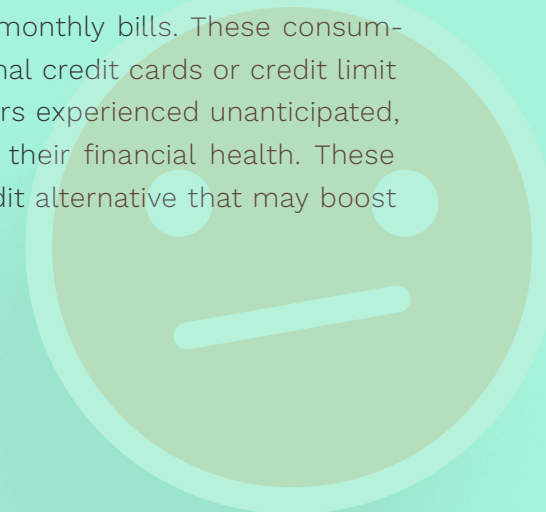 monthly bills. These consum-
nal credit cards or credit limit
rs experienced unanticipated,
their financial health. These
dit alternative that may boost